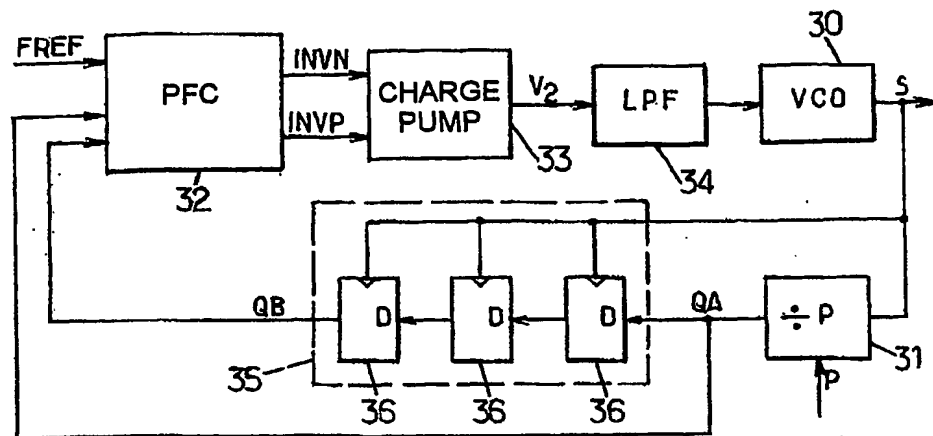 30
FREF
INVN
PFC
CHARGE
PUMP
V2
LPF
VCO
S
INVP
33
32
34
QB
D
D
D
QA
÷ P
35
36
36
36
31
P